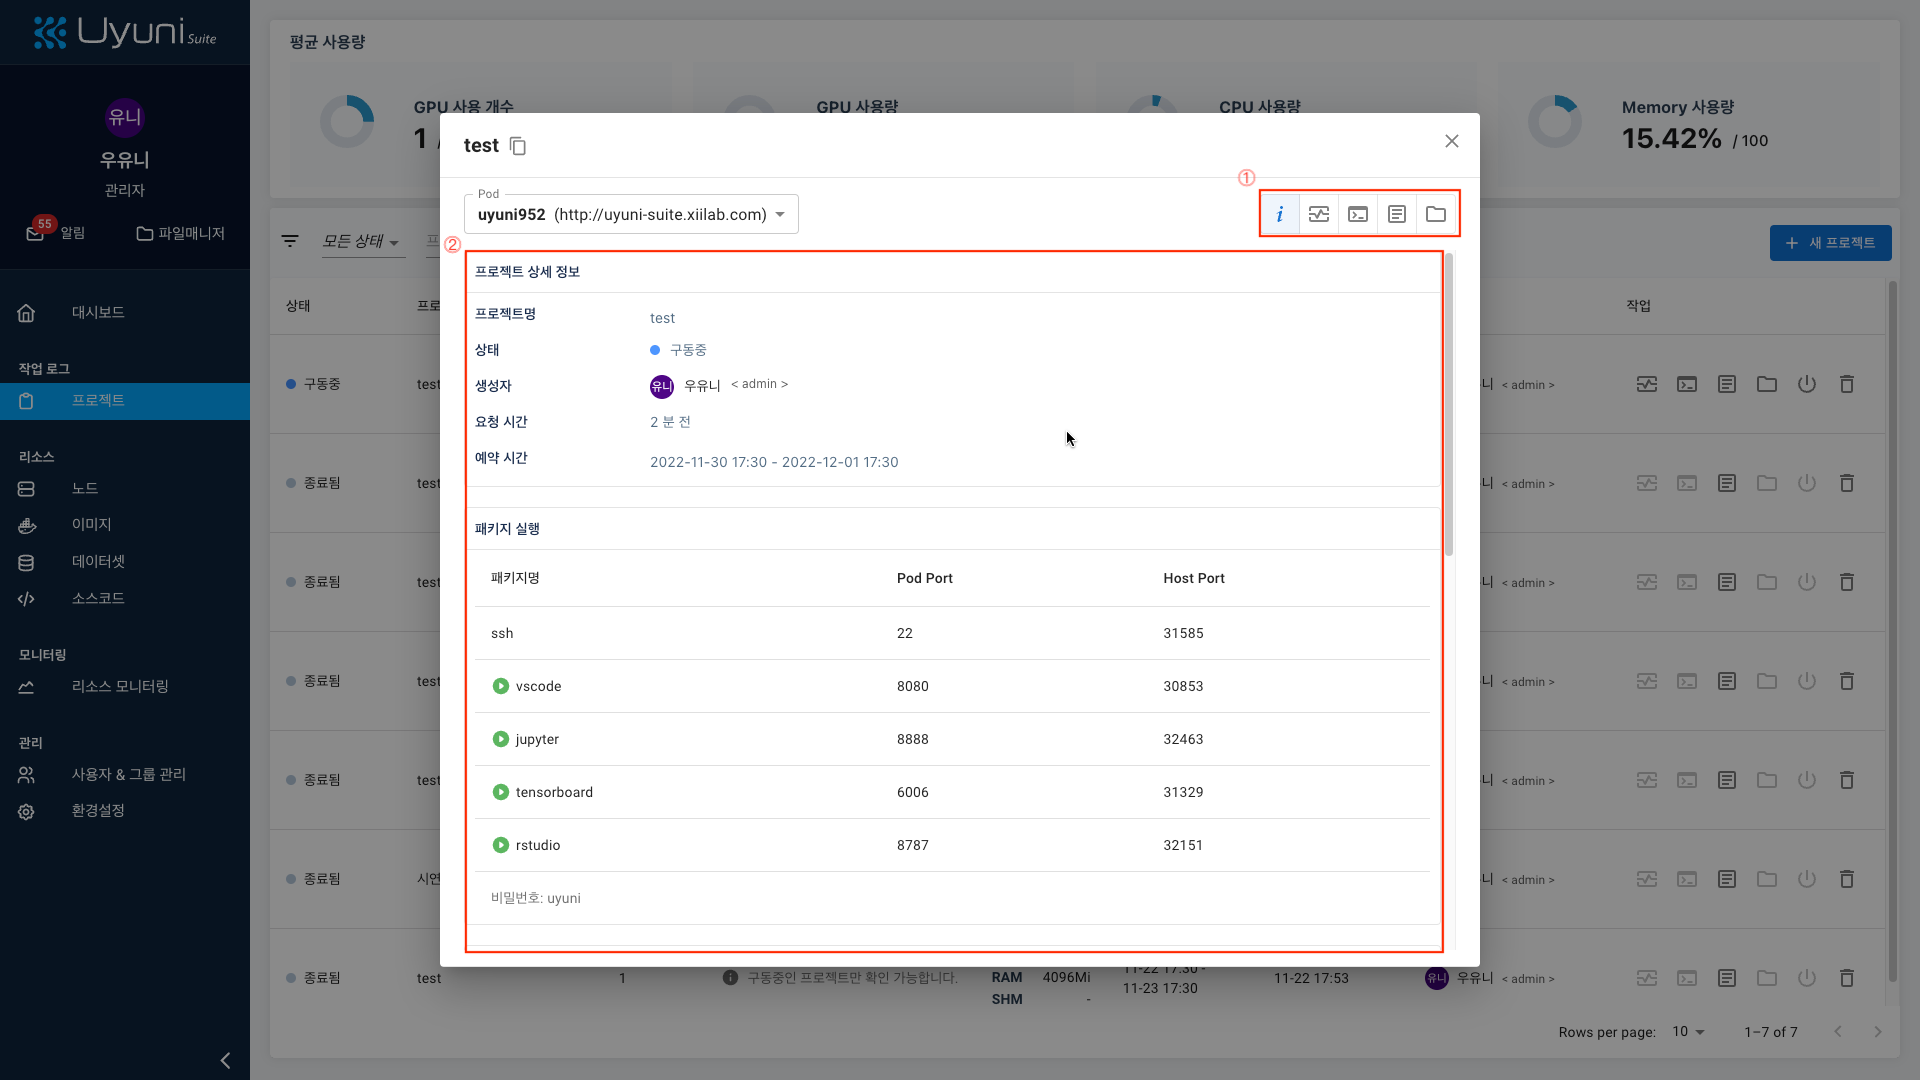 Uyuni Suite
유니
우유니
관리자
55
알림
파일매니저
대시보드
작업 로그
프로젝트
리소스
노드
이미지
데이터셋
소스코드
모니터링
리소스 모니터링
관리
사용자 & 그룹 관리
환경설정
평균 사용량
GPU 사용 개수
1 /
GPU 사용량
CPU 사용량
Memory 사용량
15.42% / 100
모든 상태
프
새 프로젝트
상태
프로
작업
구동중
test
니 < admin >
종료됨
test
니 < admin >
종료됨
test
니 < admin >
종료됨
test
니 < admin >
종료됨
test
니 < admin >
종료됨
시연
니 < admin >
종료됨
test
1
구동중인 프로젝트만 확인 가능합니다.
RAM 4096Mi
SHM -
11-22 17:30 -
11-23 17:30
11-22 17:53
유니
우유니 < admin >
Rows per page: 10
1–7 of 7
test
①
Pod
uyuni952 (http://uyuni-suite.xiilab.com)
i
②
프로젝트 상세 정보
프로젝트명
test
상태
구동중
생성자
유니 우유니 < admin >
요청 시간
2 분 전
예약 시간
2022-11-30 17:30 - 2022-12-01 17:30
패키지 실행
패키지명 Pod Port Host Port
ssh 22 31585
vscode 8080 30853
jupyter 8888 32463
tensorboard 6006 31329
rstudio 8787 32151
비밀번호: uyuni